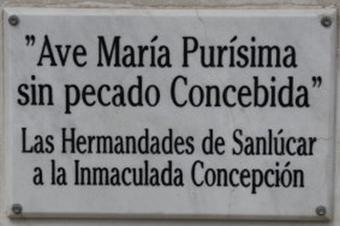 "Ave María Purísima
sin pecado Concebida"
Las Hermandades de Sanlúcar
a la Inmaculada Concepción